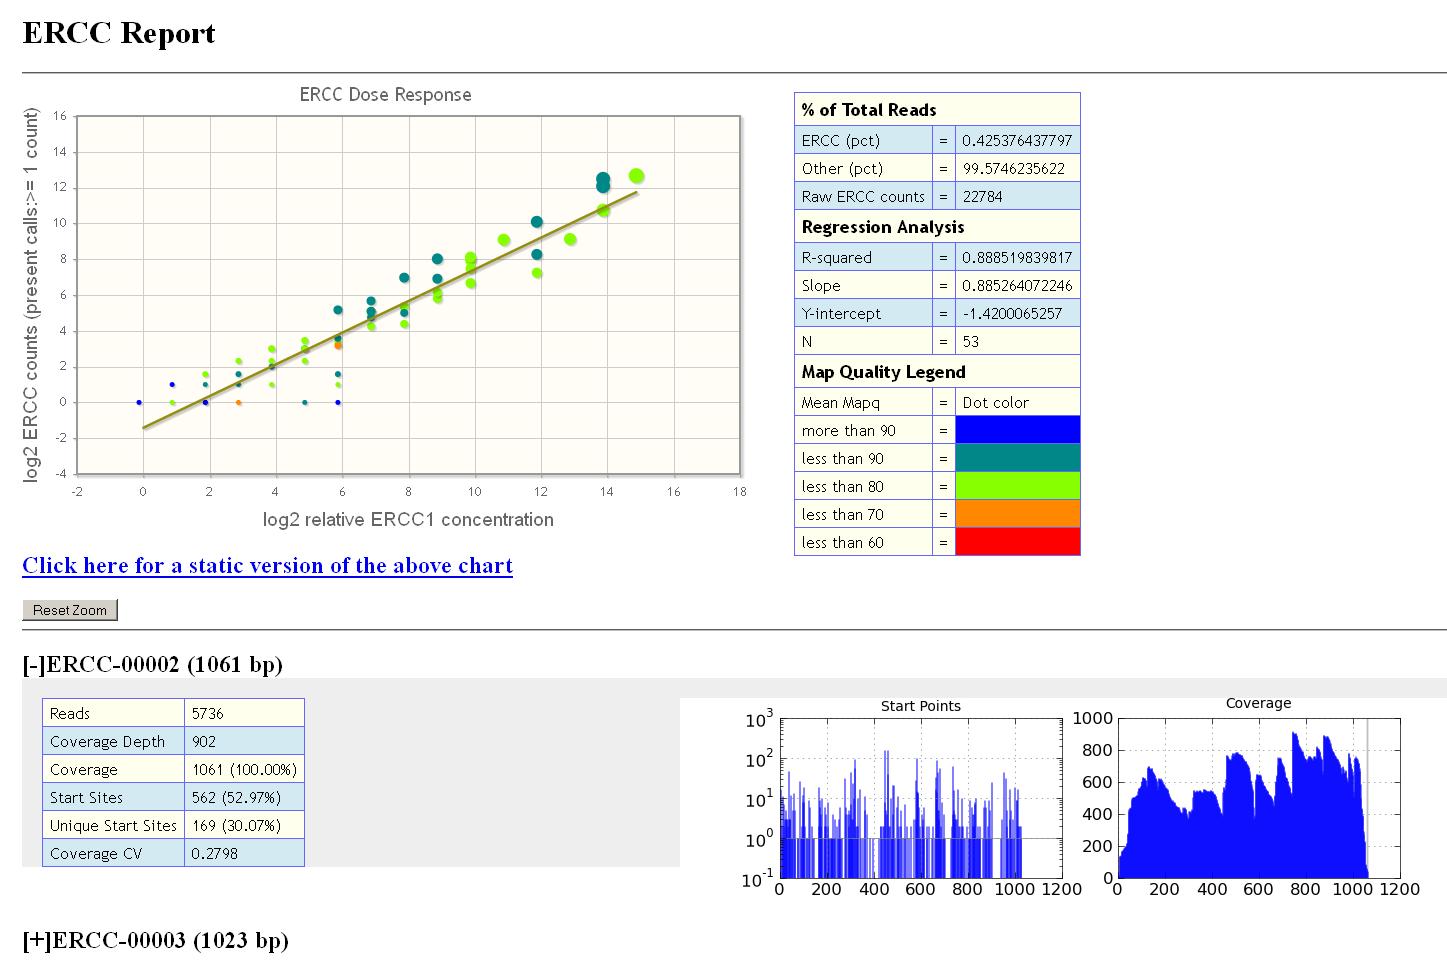 ERCC Report
ERCC Dose Response
log2 ERCC counts (present calls:>= 1 count)
16
14
12
10
8
6
4
2
0
-2
-4
-2 0 2 4 6 8 10 12 14 16 18
log2 relative ERCC1 concentration
% of Total Reads
ERCC (pct) = 0.425376437797
Other (pct) = 99.5746235622
Raw ERCC counts = 22784
Regression Analysis
R-squared = 0.888519839817
Slope = 0.885264072246
Y-intercept = -1.4200065257
N = 53
Map Quality Legend
Mean Mapq = Dot color
more than 90 =
less than 90 =
less than 80 =
less than 70 =
less than 60 =
Click here for a static version of the above chart
Reset Zoom
[-]ERCC-00002 (1061 bp)
Reads 5736
Coverage Depth 902
Coverage 1061 (100.00%)
Start Sites 562 (52.97%)
Unique Start Sites 169 (30.07%)
Coverage CV 0.2798
Start Points
10^3
10^2
10^1
10^0
10^-1
0 200 400 600 800 1000 1200
Coverage
1000
800
600
400
200
0
0 200 400 600 800 1000 1200
[+]ERCC-00003 (1023 bp)